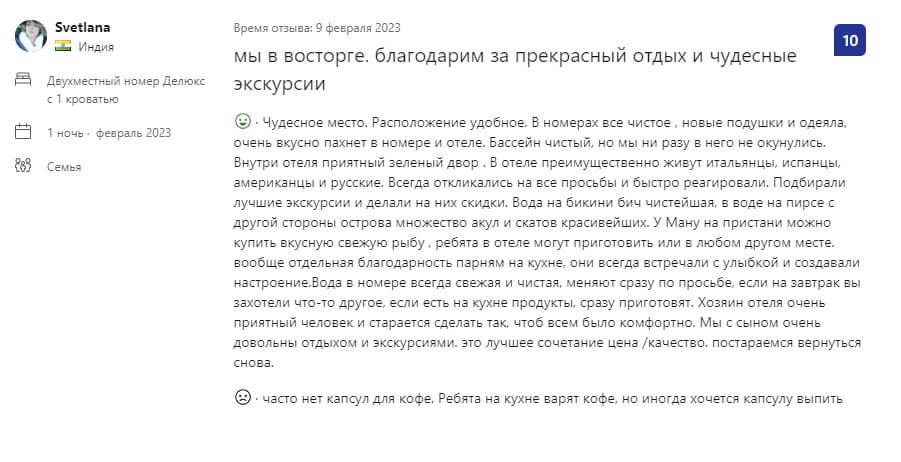 Svetlana
Индия
Двухместный номер Делюкс
с 1 кроватью
1 ночь · февраль 2023
Семья
Время отзыва: 9 февраля 2023
10
мы в восторге. благодарим за прекрасный отдых и чудесные
экскурсии
· Чудесное место. Расположение удобное. В номерах все чистое , новые подушки и одеяла,
очень вкусно пахнет в номере и отеле. Бассейн чистый, но мы ни разу в него не окунулись.
Внутри отеля приятный зеленый двор . В отеле преимущественно живут итальянцы, испанцы,
американцы и русские. Всегда откликались на все просьбы и быстро реагировали. Подбирали
лучшие экскурсии и делали на них скидки. Вода на бикини бич чистейшая, в воде на пирсе с
другой стороны острова множество акул и скатов красивейших. У Ману на пристани можно
купить вкусную свежую рыбу , ребята в отеле могут приготовить или в любом другом месте.
вообще отдельная благодарность парням на кухне, они всегда встречали с улыбкой и создавали
настроение.Вода в номере всегда свежая и чистая, меняют сразу по просьбе, если на завтрак вы
захотели что-то другое, если есть на кухне продукты, сразу приготовят. Хозяин отеля очень
приятный человек и старается сделать так, чтоб всем было комфортно. Мы с сыном очень
довольны отдыхом и экскурсиями. это лучшее сочетание цена /качество. постараемся вернуться
снова.
· часто нет капсул для кофе. Ребята на кухне варят кофе, но иногда хочется капсулу выпить